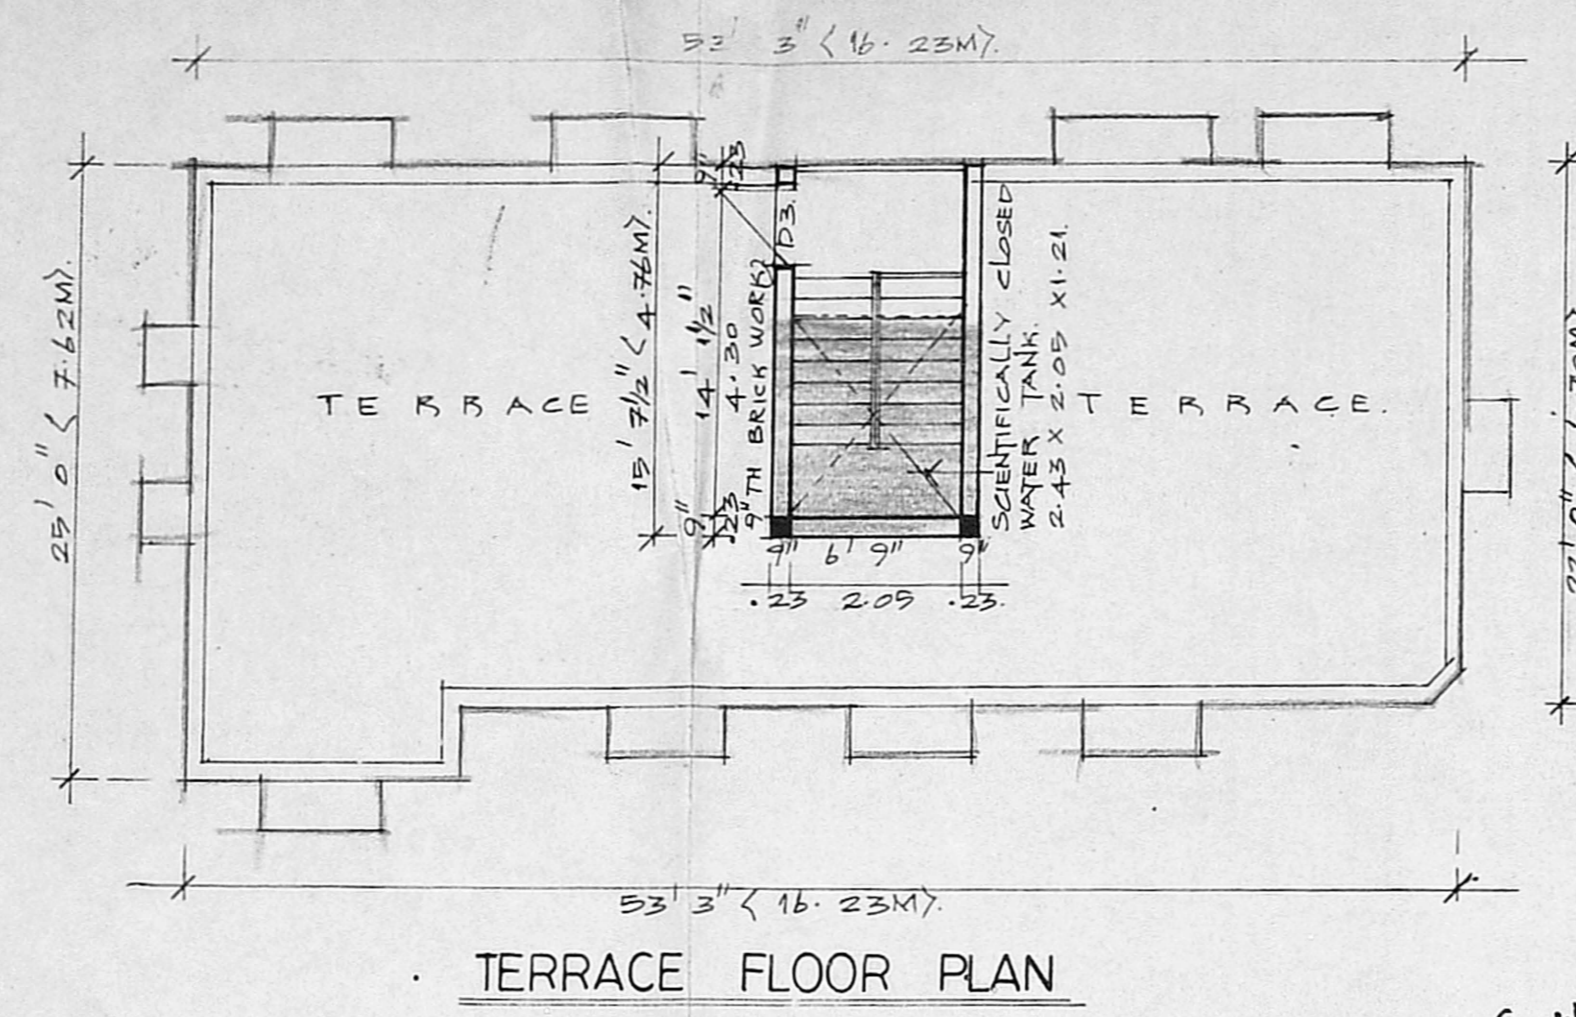 53' 3" < 16. 23M>.
25' 0" < 7.62M>.
TERRACE
15' 7½" < 4.76M>.
9" 14' 1½" 9"
.23 4.30 .23
9" TH BRICK WORK
D3.
SCIENTIFICALLY CLOSED
WATER TANK.
2.43 X 2.05 X1.21.
TERRACE.
9" 6' 9" 9"
.23 2.05 .23.
53' 3" < 16. 23M>.
TERRACE FLOOR PLAN